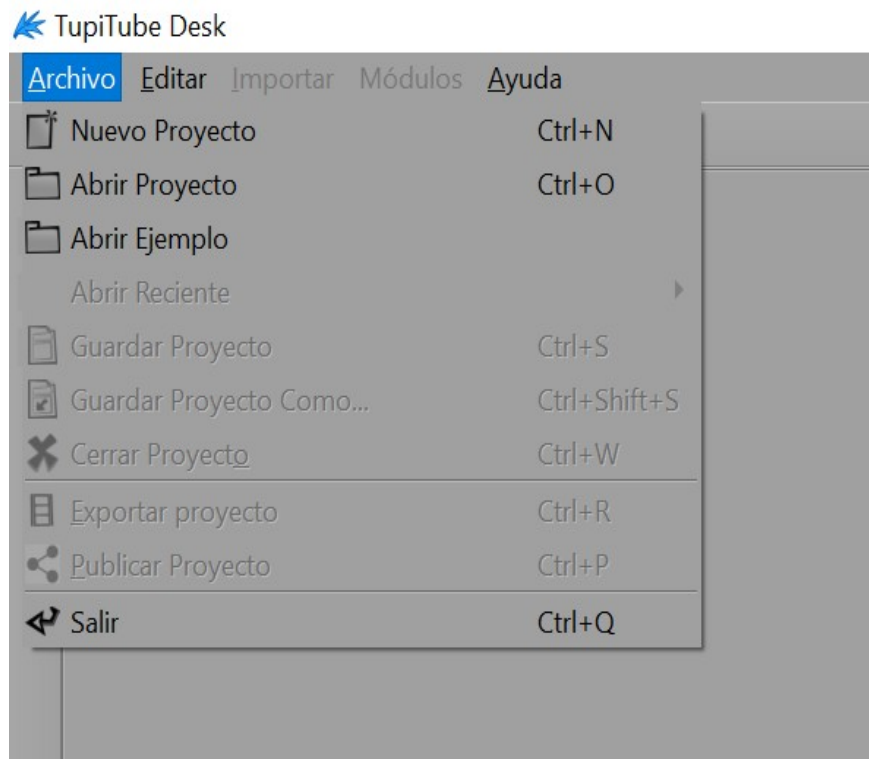 TupiTube Desk
Archivo Editar Importar Módulos Ayuda
Nuevo Proyecto Ctrl+N
Abrir Proyecto Ctrl+O
Abrir Ejemplo
Abrir Reciente
Guardar Proyecto Ctrl+S
Guardar Proyecto Como... Ctrl+Shift+S
Cerrar Proyecto Ctrl+W
Exportar proyecto Ctrl+R
Publicar Proyecto Ctrl+P
Salir Ctrl+Q